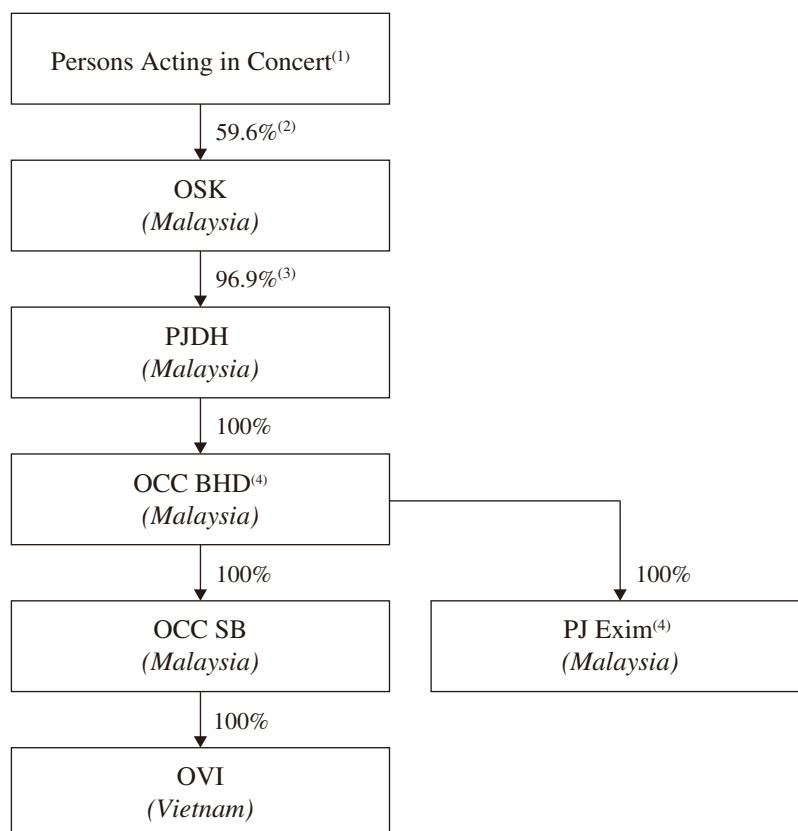 Persons Acting in Concert(1)
59.6%(2)
OSK
(Malaysia)
96.9%(3)
PJDH
(Malaysia)
100%
OCC BHD(4)
(Malaysia)
100%
100%
OCC SB
(Malaysia)
PJ Exim(4)
(Malaysia)
100%
OVI
(Vietnam)